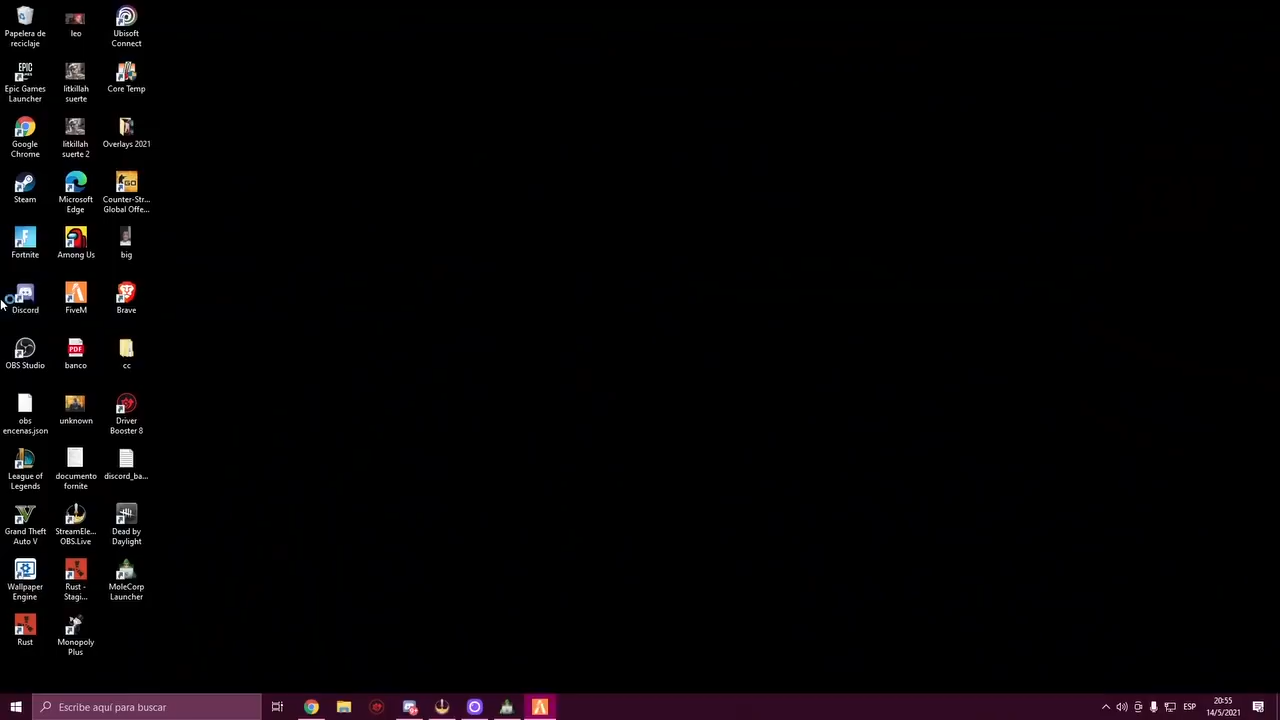 Papelera de
reciclaje
leo
Ubisoft
Connect
EPIC
Epic Games
Launcher
litkillah
suerte
Core Temp
Google
Chrome
litkillah
suerte 2
Overlays 2021
Steam
Microsoft
Edge
GO
Counter-Str...
Global Offe...
Fortnite
Among Us
big
Discord
FiveM
Brave
OBS Studio
PDF
banco
cc
obs
encenas.json
unknown
Driver
Booster 8
League of
Legends
documento
fornite
discord_ba...
Grand Theft
Auto V
StreamEle...
OBS.Live
Dead by
Daylight
Wallpaper
Engine
Rust -
Stagi...
MoleCorp
Launcher
Rust
Monopoly
Plus
Escribe aquí para buscar
ESP
20:55
14/5/2021